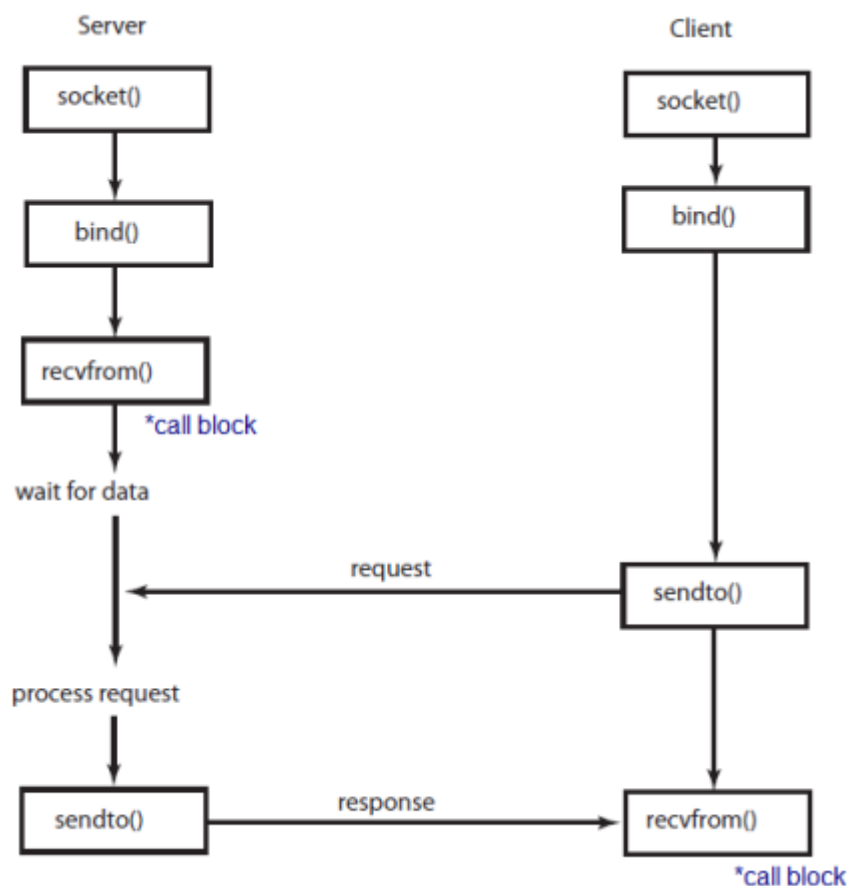 Server
socket()
bind()
recvfrom()
*call block
wait for data
process request
sendto()
Client
socket()
bind()
request
sendto()
response
recvfrom()
*call block